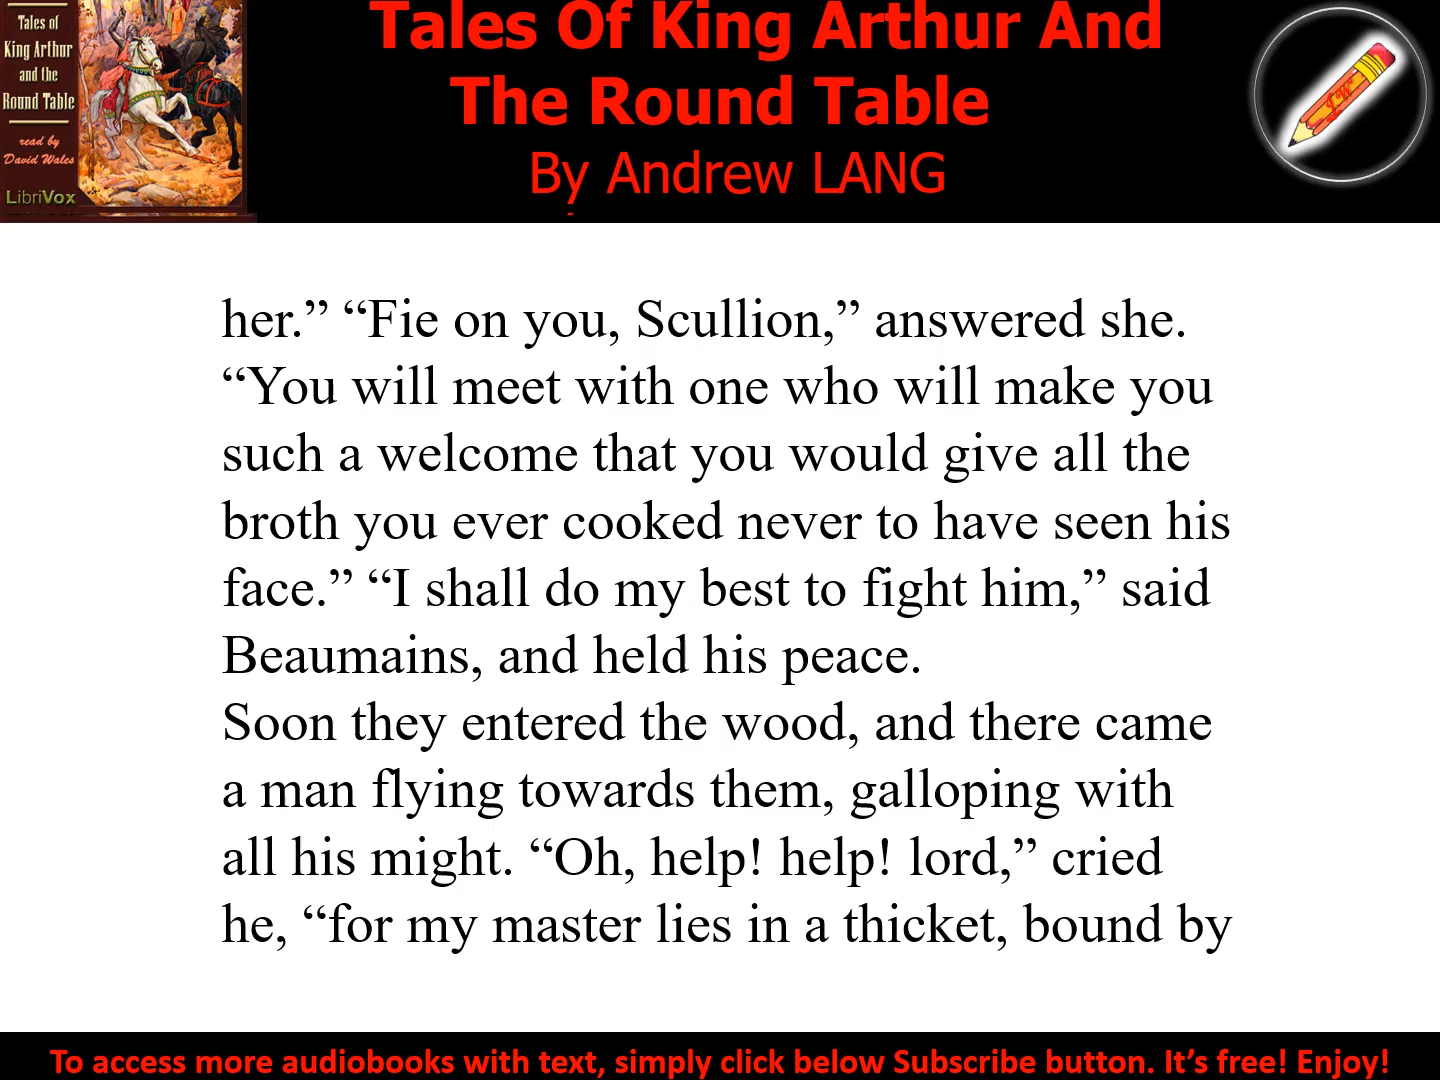 Tales of
King Arthur
and the
Round Table
read by
David Wales
LibriVox
Tales Of King Arthur And
The Round Table
By Andrew LANG
her.” “Fie on you, Scullion,” answered she.
“You will meet with one who will make you
such a welcome that you would give all the
broth you ever cooked never to have seen his
face.” “I shall do my best to fight him,” said
Beaumains, and held his peace.
Soon they entered the wood, and there came
a man flying towards them, galloping with
all his might. “Oh, help! help! lord,” cried
he, “for my master lies in a thicket, bound by
To access more audiobooks with text, simply click below Subscribe button. It’s free! Enjoy!